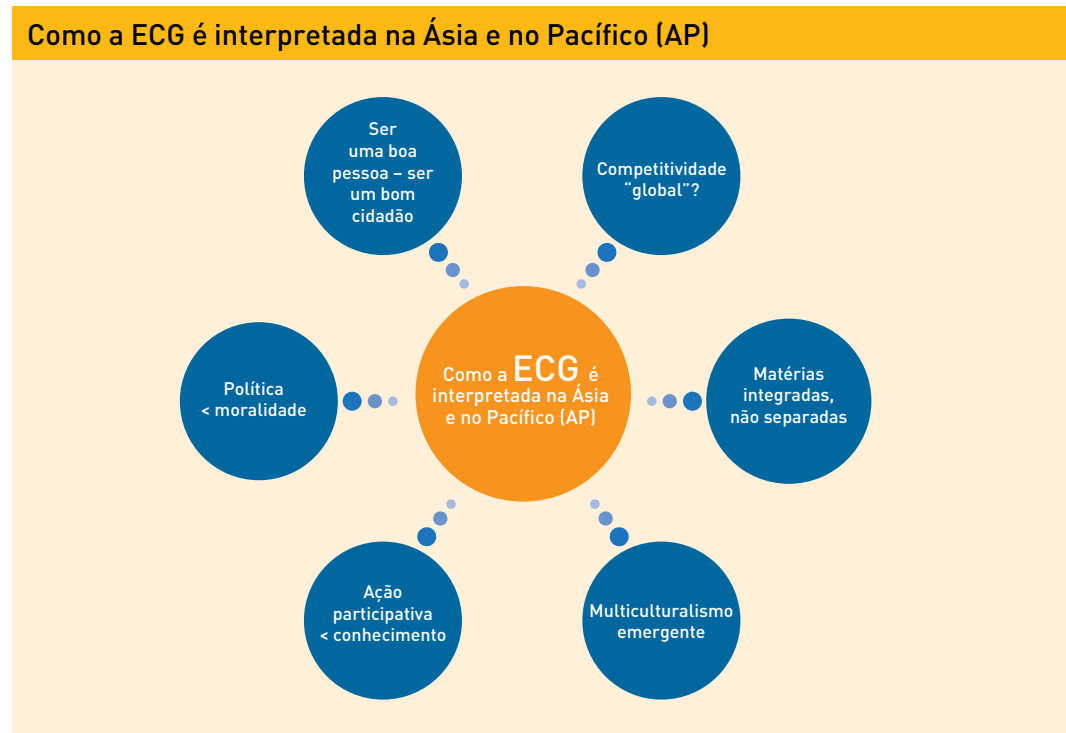 Como a ECG é interpretada na Ásia e no Pacífico (AP)
Ser
uma boa
pessoa – ser
um bom
cidadão
Competitividade
“global”?
Política
< moralidade
Como a ECG é
interpretada na Ásia
e no Pacífico (AP)
Matérias
integradas,
não separadas
Ação
participativa
< conhecimento
Multiculturalismo
emergente